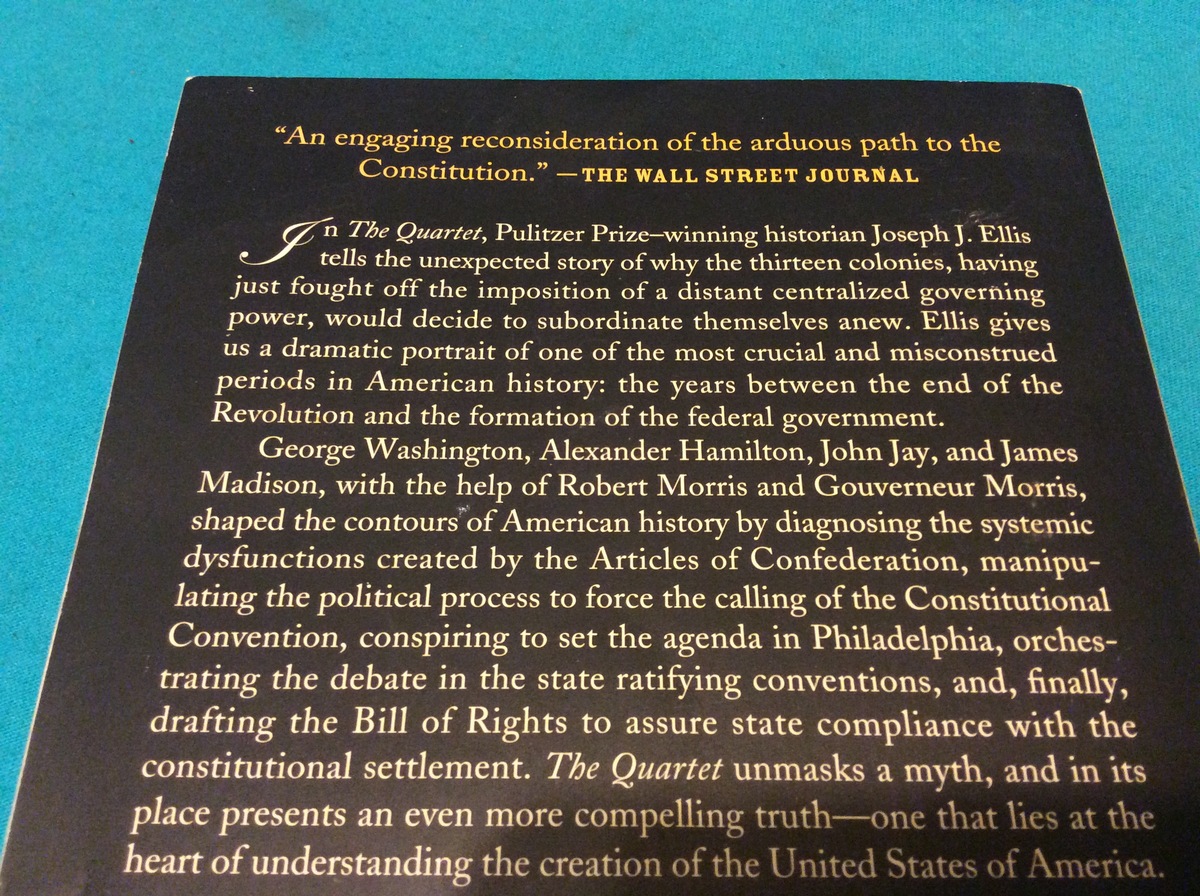 “An engaging reconsideration of the arduous path to the
Constitution.” —THE WALL STREET JOURNAL
In The Quartet, Pulitzer Prize–winning historian Joseph J. Ellis
tells the unexpected story of why the thirteen colonies, having
just fought off the imposition of a distant centralized governing
power, would decide to subordinate themselves anew. Ellis gives
us a dramatic portrait of one of the most crucial and misconstrued
periods in American history: the years between the end of the
Revolution and the formation of the federal government.
George Washington, Alexander Hamilton, John Jay, and James
Madison, with the help of Robert Morris and Gouverneur Morris,
shaped the contours of American history by diagnosing the systemic
dysfunctions created by the Articles of Confederation, manipu-
lating the political process to force the calling of the Constitutional
Convention, conspiring to set the agenda in Philadelphia, orches-
trating the debate in the state ratifying conventions, and, finally,
drafting the Bill of Rights to assure state compliance with the
constitutional settlement. The Quartet unmasks a myth, and in its
place presents an even more compelling truth—one that lies at the
heart of understanding the creation of the United States of America.